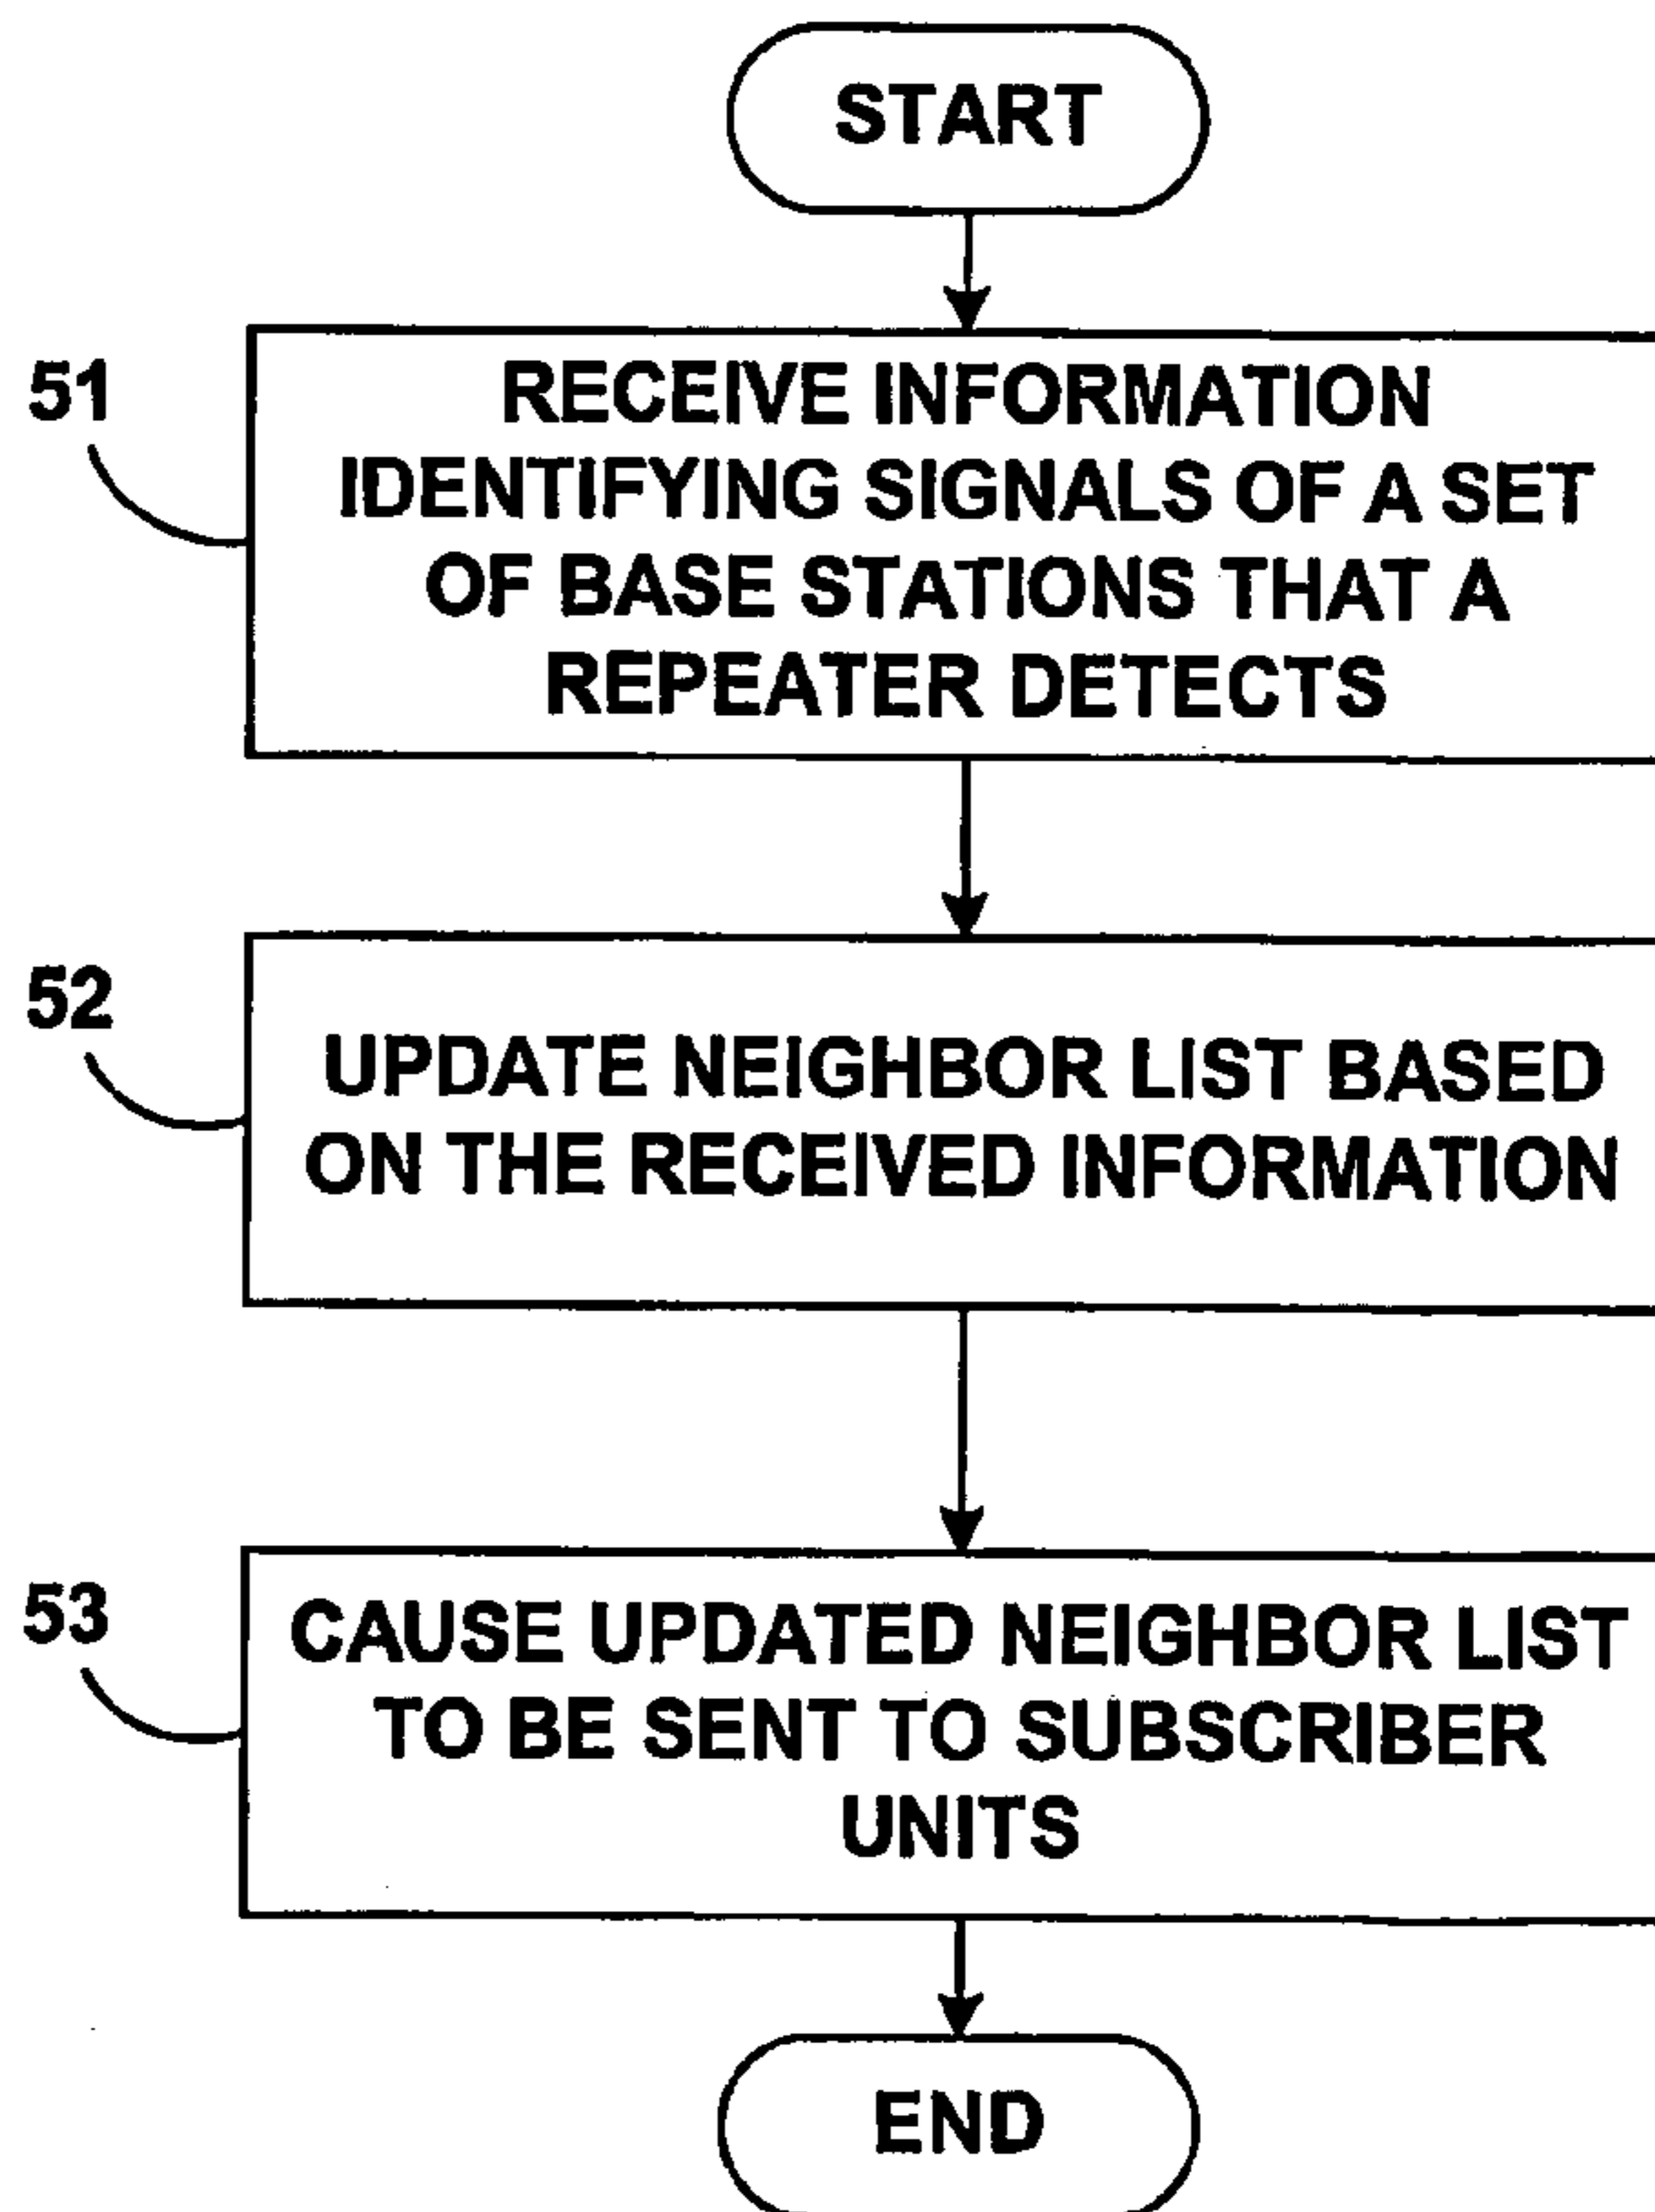 START
51
RECEIVE INFORMATION
IDENTIFYING SIGNALS OF A SET
OF BASE STATIONS THAT A
REPEATER DETECTS
52
UPDATE NEIGHBOR LIST BASED
ON THE RECEIVED INFORMATION
53
CAUSE UPDATED NEIGHBOR LIST
TO BE SENT TO SUBSCRIBER
UNITS
END